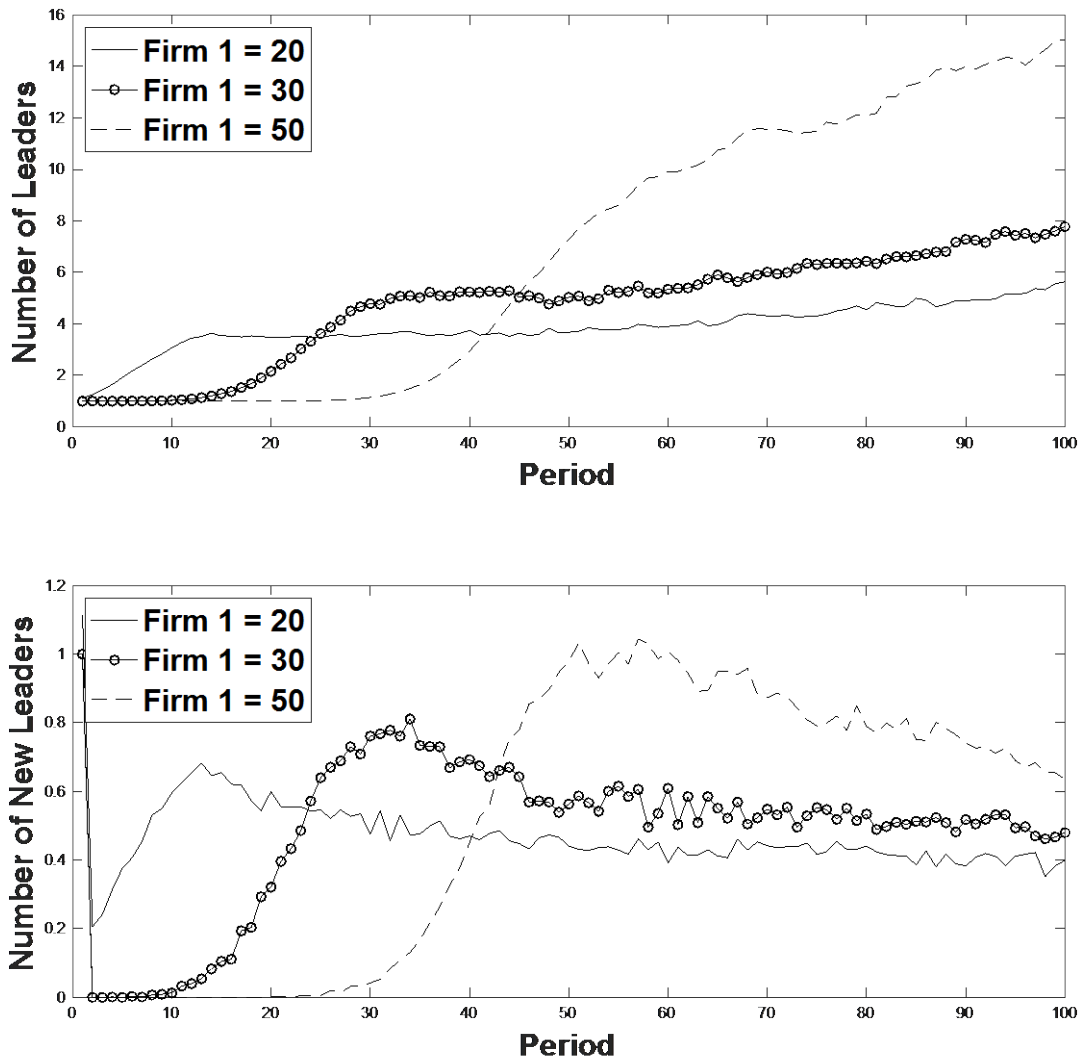 16
14
12
10
8
6
4
2
0
Number of Leaders
Firm 1 = 20
Firm 1 = 30
Firm 1 = 50
0 10 20 30 40 50 60 70 80 90 100
Period
1.2
1
0.8
0.6
0.4
0.2
0
Number of New Leaders
Firm 1 = 20
Firm 1 = 30
Firm 1 = 50
0 10 20 30 40 50 60 70 80 90 100
Period